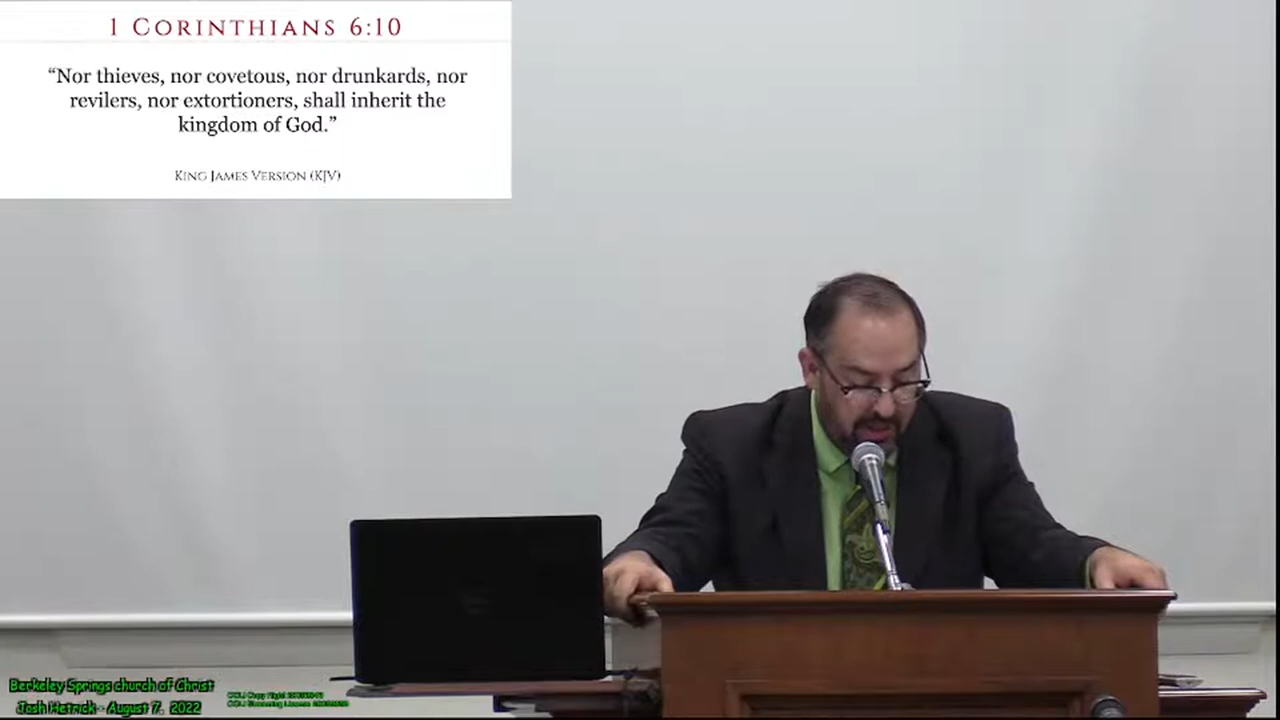 1 Corinthians 6:10
“Nor thieves, nor covetous, nor drunkards, nor
revilers, nor extortioners, shall inherit the
kingdom of God.”
King James Version (KJV)
Berkeley Springs church of Christ
Josh Hetrick - August 7, 2022